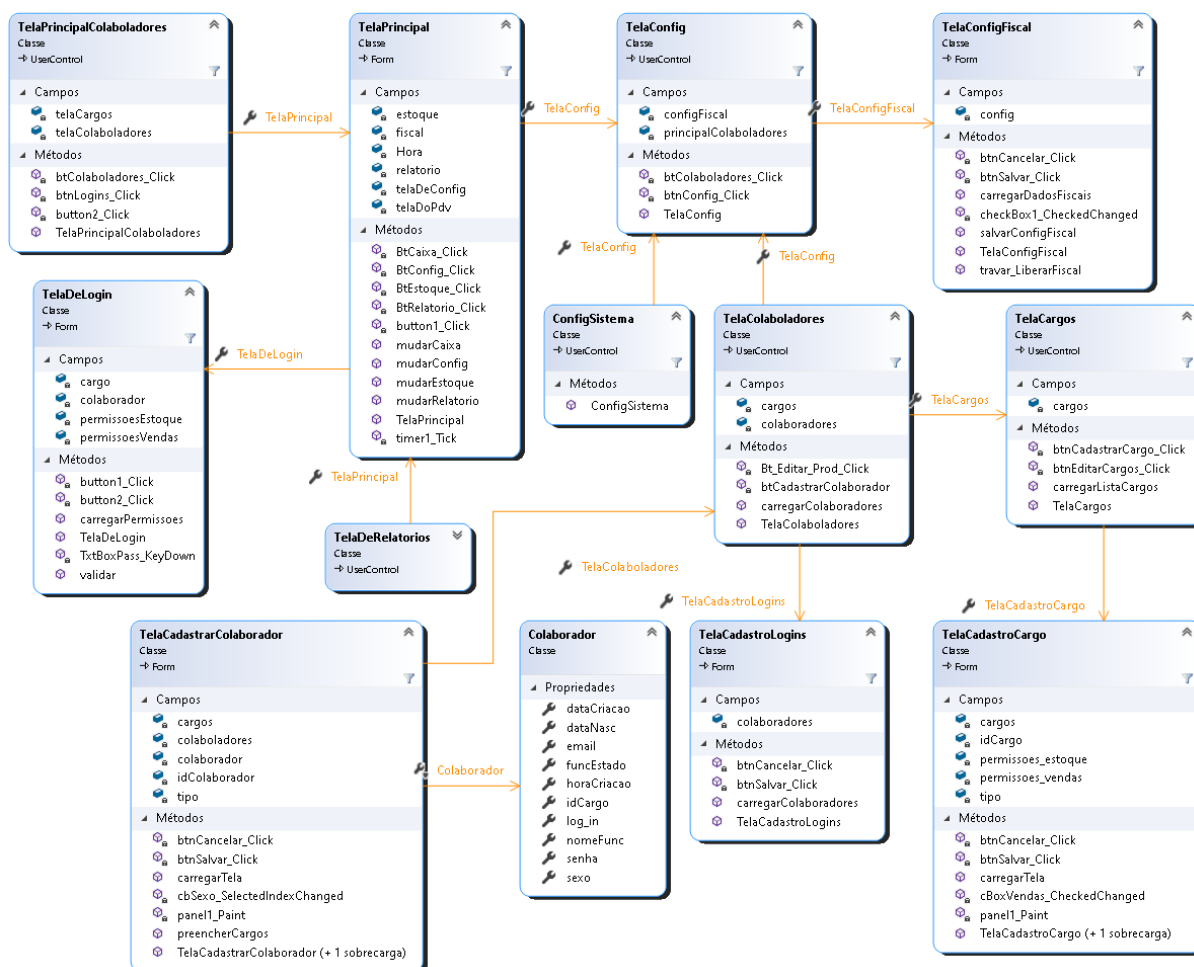 TelaPrincipalColaboladores
Classe
UserControl
Campos
telaCargos
telaColaboladores
Métodos
btColaboladores_Click
btnLogins_Click
button2_Click
TelaPrincipalColaboladores
TelaPrincipal
TelaPrincipal
Classe
Form
Campos
estoque
fiscal
Hora
relatorio
telaDeConfig
telaDoPdv
Métodos
BtCaixa_Click
BtConfig_Click
BtEstoque_Click
BtRelatorio_Click
button1_Click
mudarCaixa
mudarConfig
mudarEstoque
mudarRelatorio
TelaPrincipal
timer1_Tick
TelaConfig
TelaConfig
Classe
UserControl
Campos
configFiscal
principalColaboladores
Métodos
btColaboladores_Click
btnConfig_Click
TelaConfig
TelaConfigFiscal
TelaConfigFiscal
Classe
Form
Campos
config
Métodos
btnCancelar_Click
btnSalvar_Click
carregarDadosFiscais
checkBox1_CheckedChanged
salvarConfigFiscal
TelaConfigFiscal
travar_LiberarFiscal
TelaConfig
TelaConfig
TelaDeLogin
Classe
Form
Campos
cargo
colaborador
permissoesEstoque
permissoesVendas
Métodos
button1_Click
button2_Click
carregarPermissoes
TelaDeLogin
TxtBoxPass_KeyDown
validar
TelaDeLogin
ConfigSistema
Classe
UserControl
Métodos
ConfigSistema
TelaColaboladores
Classe
UserControl
Campos
cargos
colaboradores
Métodos
Bt_Editar_Prod_Click
btCadastrarColaborador
carregarColaboradores
TelaColaboladores
TelaCargos
TelaCargos
Classe
UserControl
Campos
cargos
Métodos
btnCadastrarCargo_Click
btnEditarCargos_Click
carregarListaCargos
TelaCargos
TelaPrincipal
TelaDeRelatorios
Classe
UserControl
TelaColaboladores
TelaCadastroLogins
TelaCadastroCargo
TelaCadastrarColaborador
Classe
Form
Campos
cargos
colaboladores
colaborador
idColaborador
tipo
Métodos
btnCancelar_Click
btnSalvar_Click
carregarTela
cbSexo_SelectedIndexChanged
panel1_Paint
preencherCargos
TelaCadastrarColaborador (+ 1 sobrecarga)
Colaborador
Colaborador
Classe
Propriedades
dataCriacao
dataNasc
email
funcEstado
horaCriacao
idCargo
log_in
nomeFunc
senha
sexo
TelaCadastroLogins
Classe
Form
Campos
colaboradores
Métodos
btnCancelar_Click
btnSalvar_Click
carregarColaboradores
TelaCadastroLogins
TelaCadastroCargo
Classe
Form
Campos
cargos
idCargo
permissoes_estoque
permissoes_vendas
tipo
Métodos
btnCancelar_Click
btnSalvar_Click
carregarTela
cBoxVendas_CheckedChanged
panel1_Paint
TelaCadastroCargo (+ 1 sobrecarga)